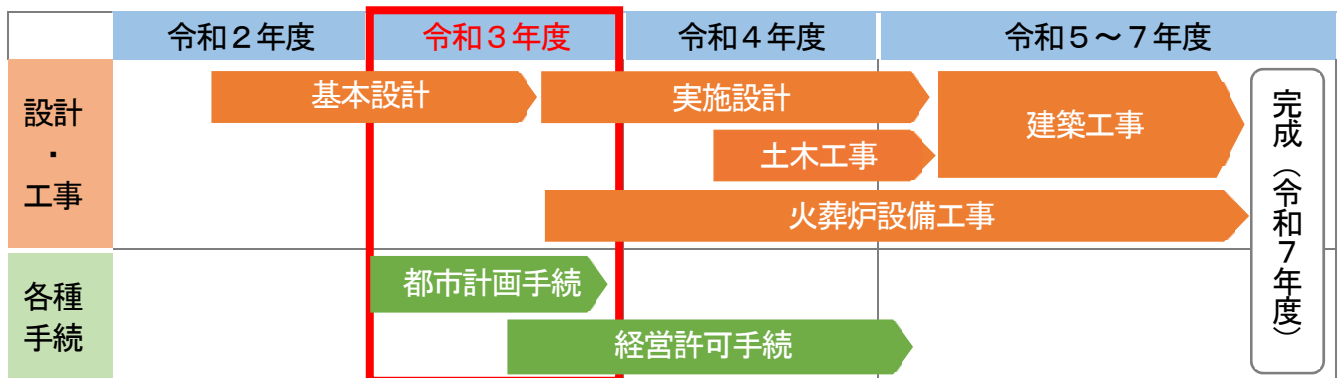 令和２年度
令和３年度
令和４年度
令和５～７年度
設計
・
工事
基本設計
実施設計
建築工事
土木工事
火葬炉設備工事
完成（令和７年度）
各種
手続
都市計画手続
経営許可手続